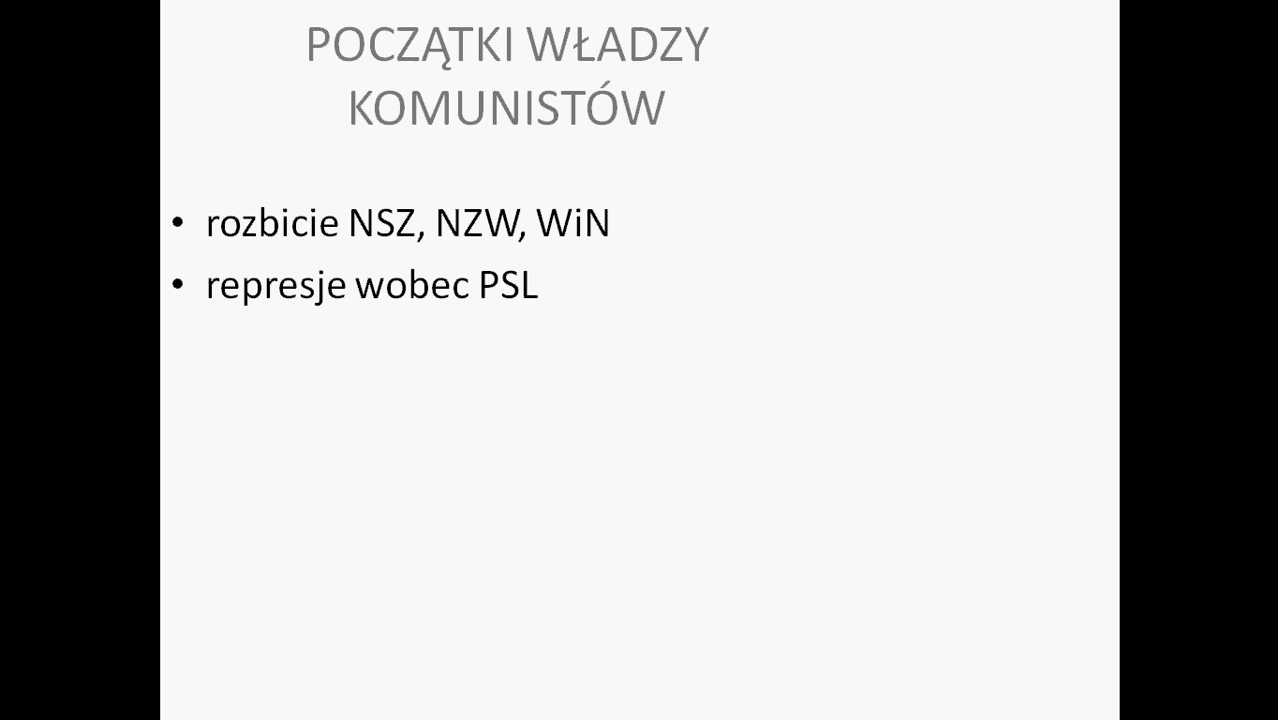 POCZĄTKI WŁADZY
KOMUNISTÓW
• rozbicie NSZ, NZW, WiN
• represje wobec PSL